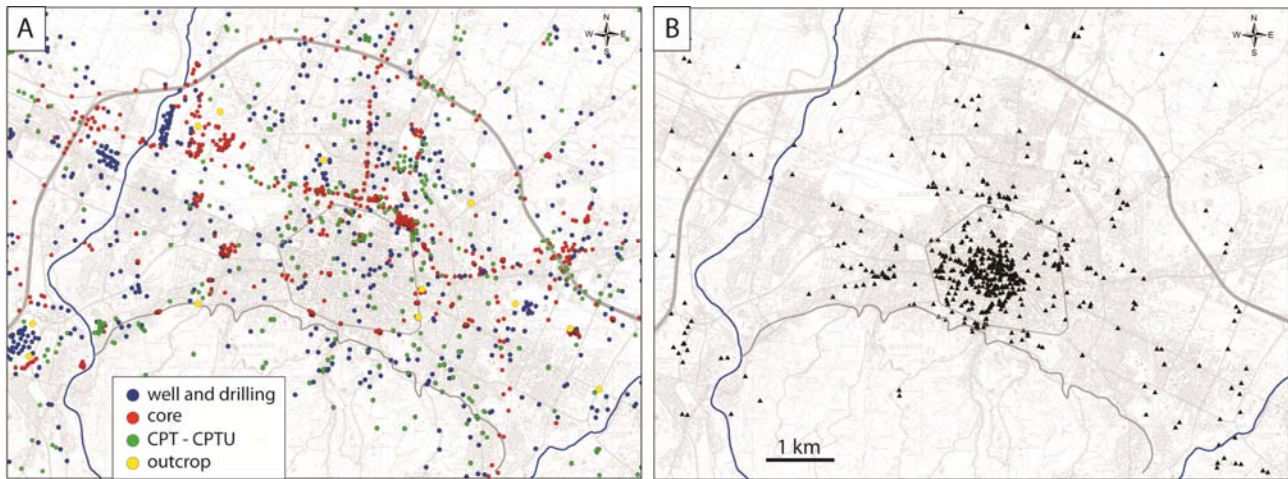 A
N
W E
S
well and drilling
core
CPT - CPTU
outcrop
B
N
W E
S
1 km